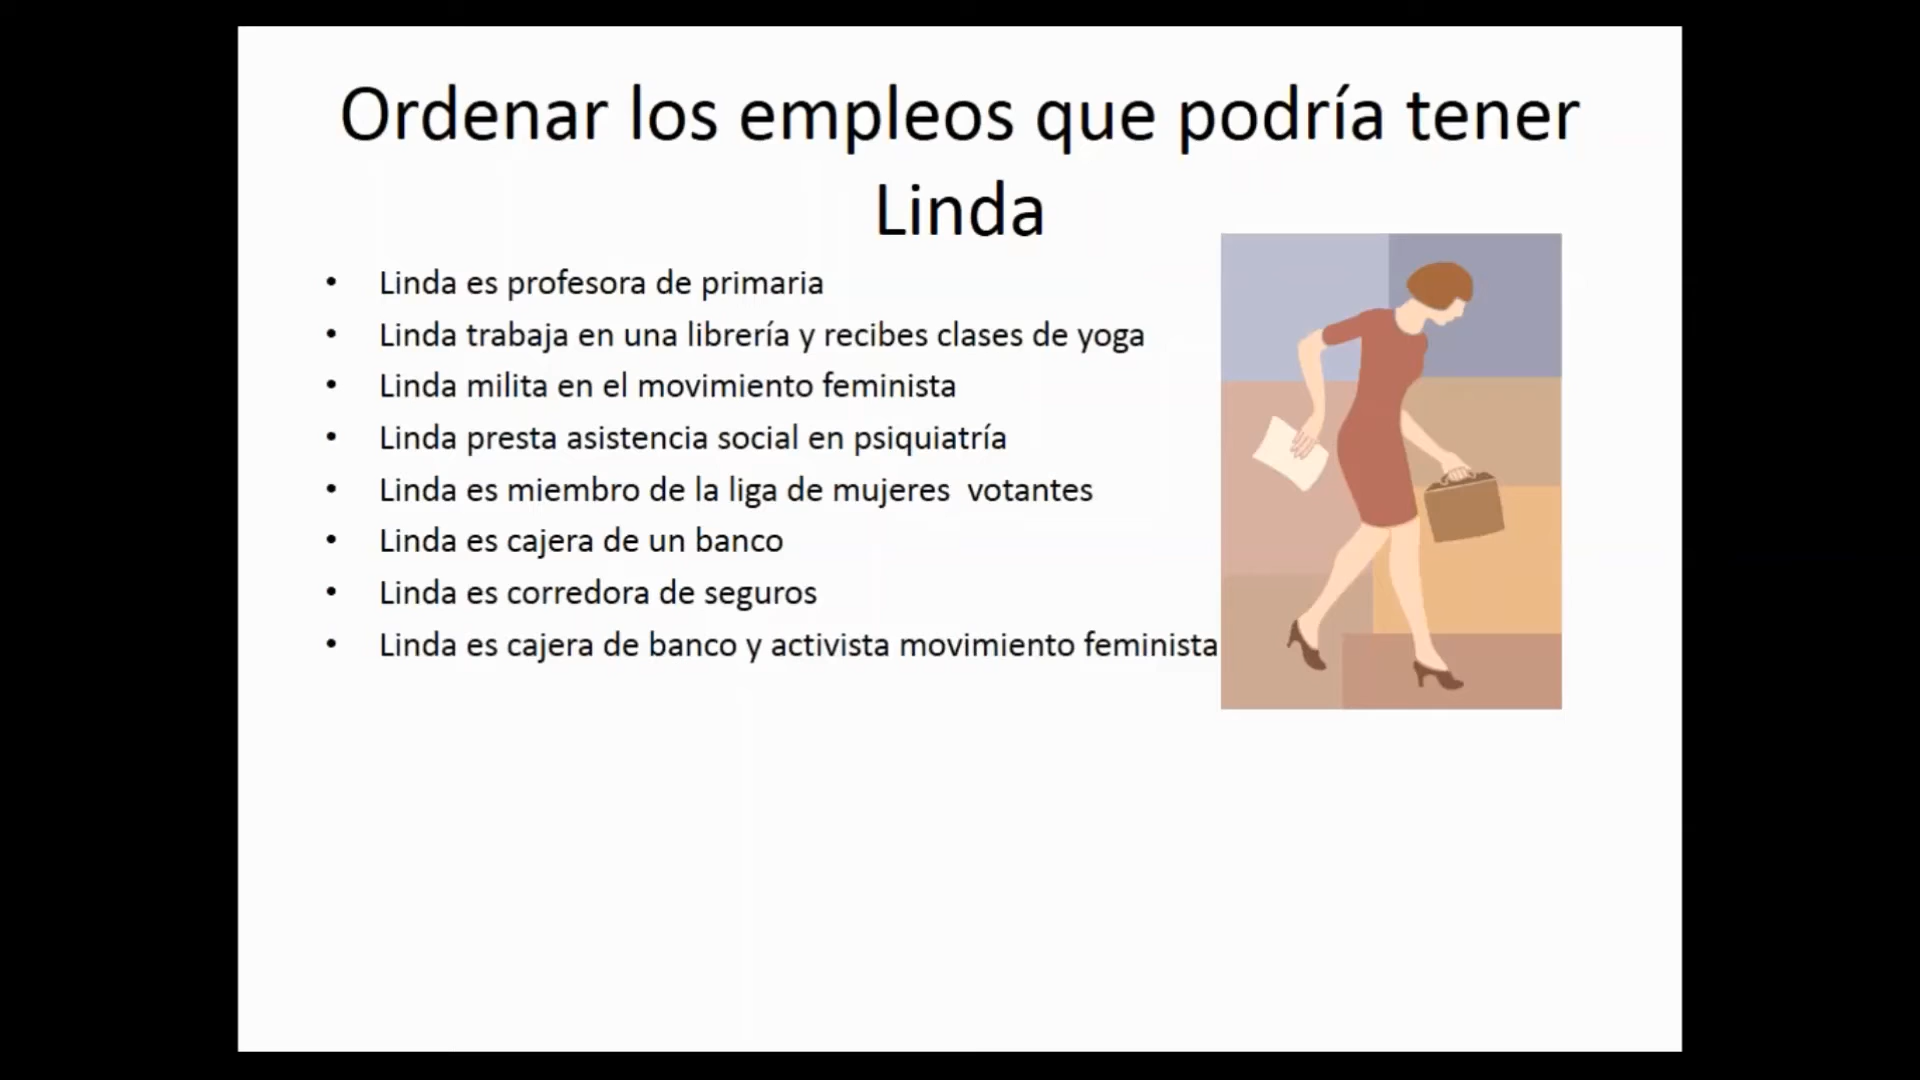 Ordenar los empleos que podría tener
Linda
• Linda es profesora de primaria
• Linda trabaja en una librería y recibes clases de yoga
• Linda milita en el movimiento feminista
• Linda presta asistencia social en psiquiatría
• Linda es miembro de la liga de mujeres  votantes
• Linda es cajera de un banco
• Linda es corredora de seguros
• Linda es cajera de banco y activista movimiento feminista